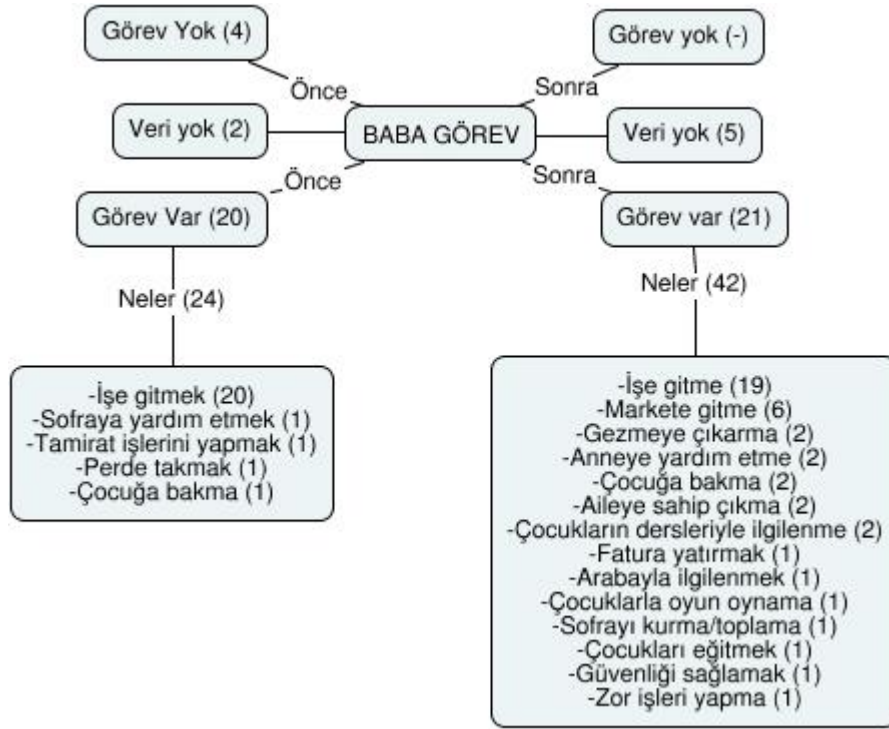 Görev Yok (4)
Görev yok (-)
Önce
Sonra
Veri yok (2)
BABA GÖREV
Veri yok (5)
Önce
Sonra
Görev Var (20)
Görev var (21)
Neler (24)
Neler (42)
-İşe gitmek (20)
-Sofraya yardım etmek (1)
-Tamirat işlerini yapmak (1)
-Perde takmak (1)
-Çocuğa bakma (1)
-İşe gitme (19)
-Markete gitme (6)
-Gezmeye çıkarma (2)
-Anneye yardım etme (2)
-Çocuğa bakma (2)
-Aileye sahip çıkma (2)
-Çocukların dersleriyle ilgilenme (2)
-Fatura yatırmak (1)
-Arabayla ilgilenmek (1)
-Çocuklarla oyun oynama (1)
-Sofrayı kurma/toplama (1)
-Çocukları eğitmek (1)
-Güvenliği sağlamak (1)
-Zor işleri yapma (1)